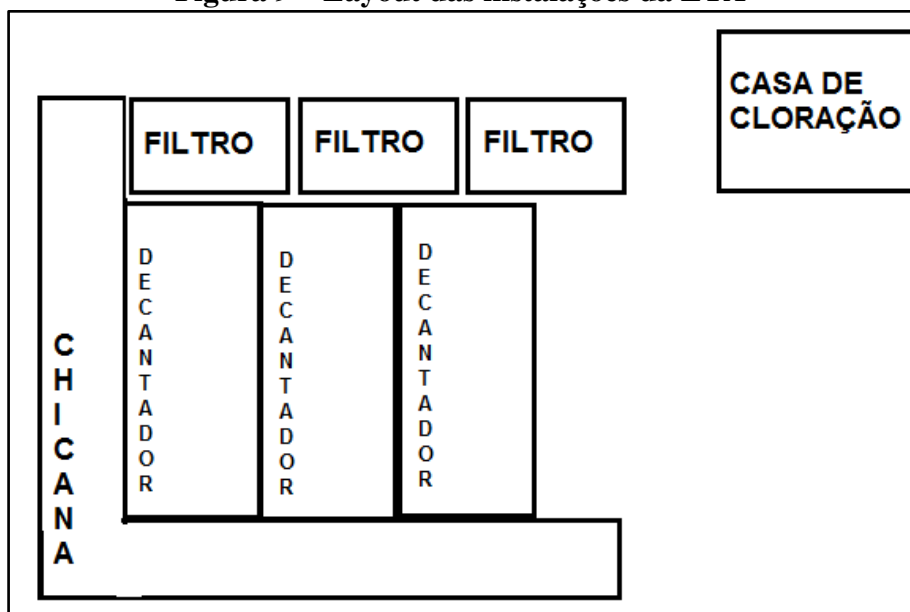 FILTRO
FILTRO
FILTRO
CASA DE
CLORAÇÃO
CHICANA
DECANTADOR
DECANTADOR
DECANTADOR